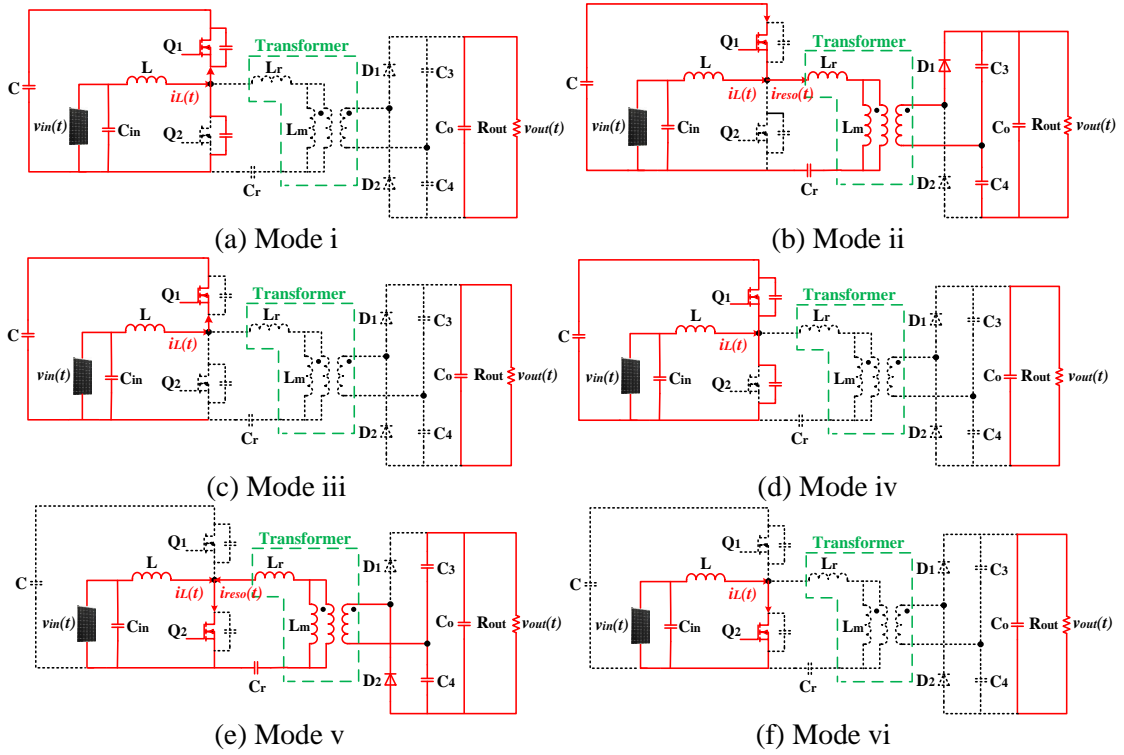 Q1
Transformer
L
Lr
D1
C3
C
iL(t)
vin(t)
Cin
Q2
Lm
Co
Rout
vout(t)
D2
C4
Cr
(a) Mode i
Q1
Transformer
L
Lr
D1
C3
C
iL(t)
ireso(t)
vin(t)
Cin
Q2
Lm
Co
Rout
vout(t)
D2
C4
Cr
(b) Mode ii
Q1
Transformer
L
Lr
D1
C3
C
iL(t)
vin(t)
Cin
Q2
Lm
Co
Rout
vout(t)
D2
C4
Cr
(c) Mode iii
Q1
Transformer
L
Lr
D1
C3
C
iL(t)
vin(t)
Cin
Q2
Lm
Co
Rout
vout(t)
D2
C4
Cr
(d) Mode iv
Q1
Transformer
L
Lr
D1
C3
C
iL(t)
ireso(t)
vin(t)
Cin
Q2
Lm
Co
Rout
vout(t)
D2
C4
Cr
(e) Mode v
Q1
Transformer
L
Lr
D1
C3
C
iL(t)
vin(t)
Cin
Q2
Lm
Co
Rout
vout(t)
D2
C4
Cr
(f) Mode vi